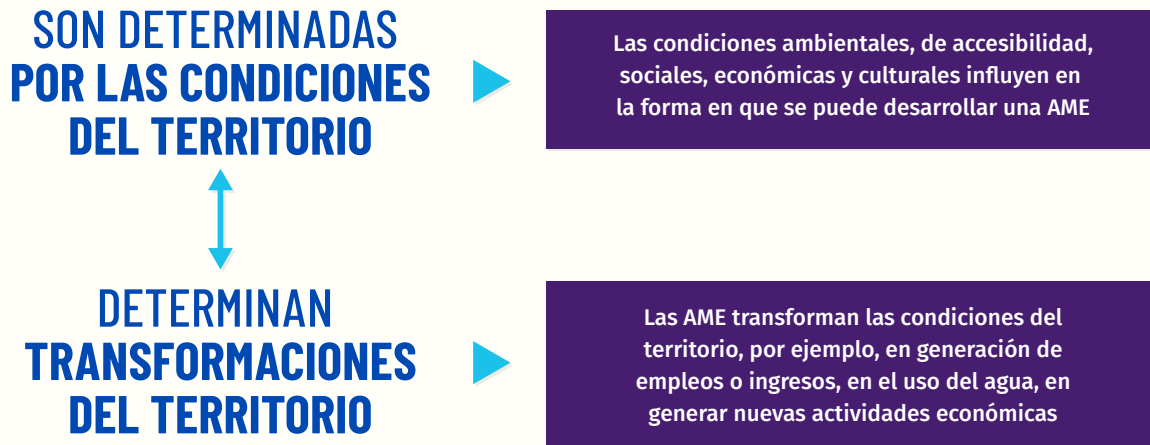 SON DETERMINADAS
POR LAS CONDICIONES
DEL TERRITORIO
Las condiciones ambientales, de accesibilidad,
sociales, económicas y culturales influyen en
la forma en que se puede desarrollar una AME
DETERMINAN
TRANSFORMACIONES
DEL TERRITORIO
Las AME transforman las condiciones del
territorio, por ejemplo, en generación de
empleos o ingresos, en el uso del agua, en
generar nuevas actividades económicas